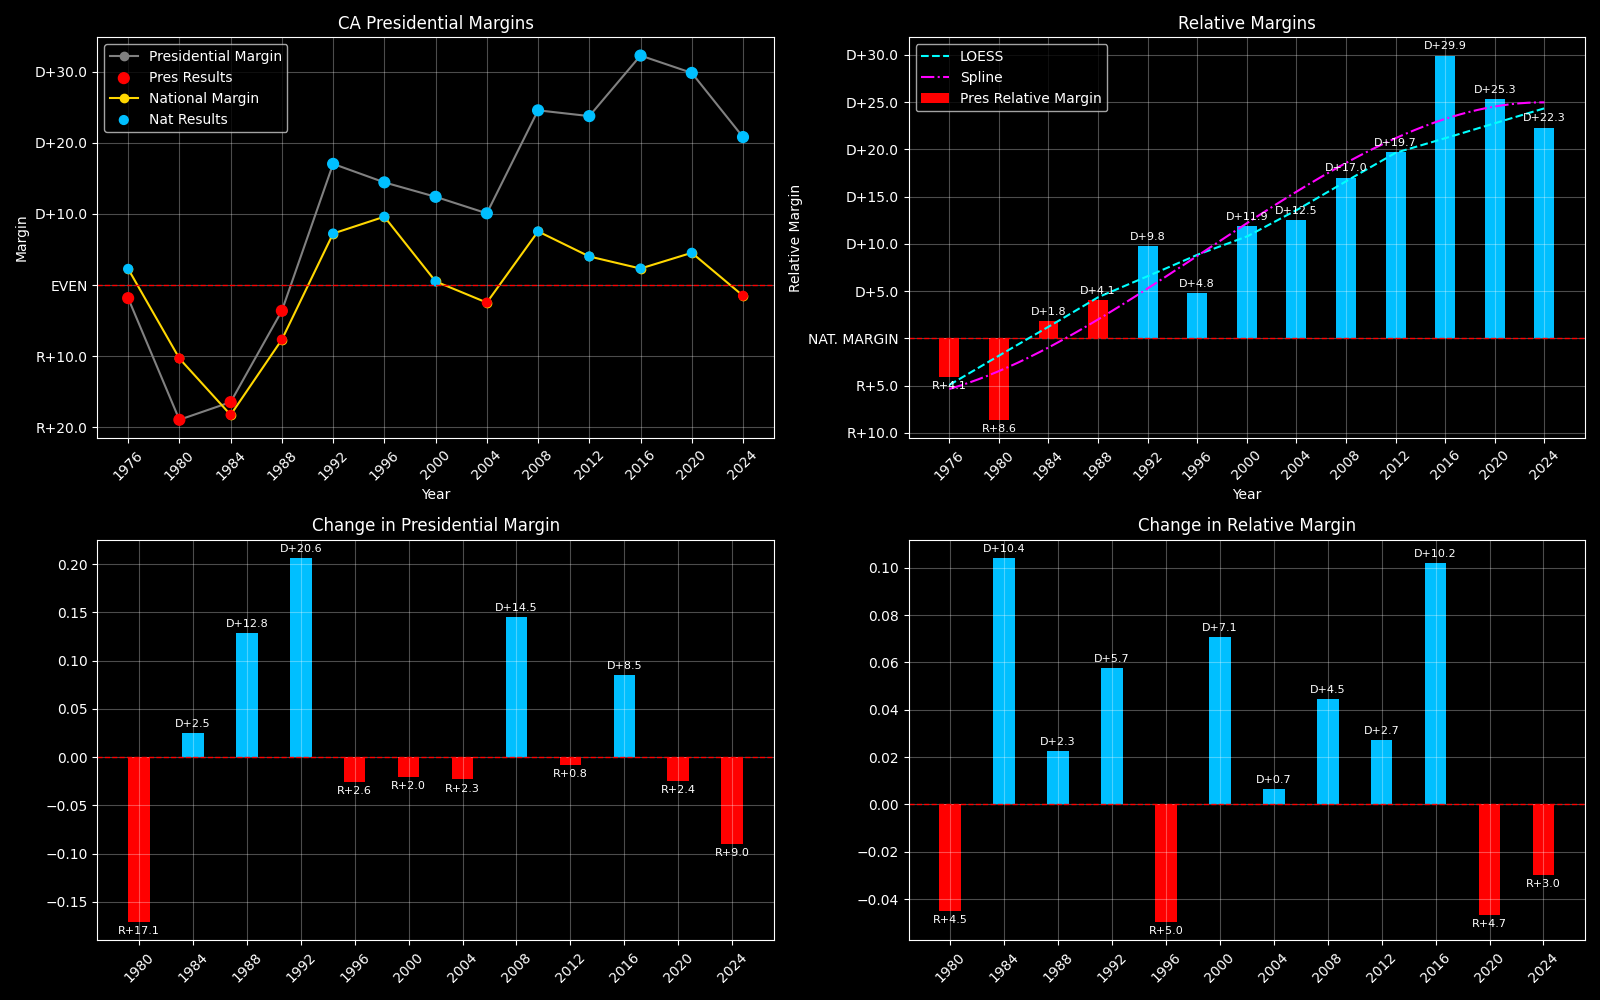 CA Presidential Margins
Presidential Margin
Pres Results
National Margin
Nat Results
D+30.0
D+20.0
D+10.0
EVEN
R+10.0
R+20.0
Margin
1976
1980
1984
1988
1992
1996
2000
2004
2008
2012
2016
2020
2024
Year
Relative Margins
LOESS
Spline
Pres Relative Margin
D+30.0
D+25.0
D+20.0
D+15.0
D+10.0
D+5.0
NAT. MARGIN
R+5.0
R+10.0
Relative Margin
R+4.1
R+8.6
D+1.8
D+4.1
D+9.8
D+4.8
D+11.9
D+12.5
D+17.0
D+19.7
D+29.9
D+25.3
D+22.3
1976
1980
1984
1988
1992
1996
2000
2004
2008
2012
2016
2020
2024
Year
Change in Presidential Margin
0.20
0.15
0.10
0.05
0.00
−0.05
−0.10
−0.15
R+17.1
D+2.5
D+12.8
D+20.6
R+2.6
R+2.0
R+2.3
D+14.5
R+0.8
D+8.5
R+2.4
R+9.0
1980
1984
1988
1992
1996
2000
2004
2008
2012
2016
2020
2024
Change in Relative Margin
0.10
0.08
0.06
0.04
0.02
0.00
−0.02
−0.04
R+4.5
D+10.4
D+2.3
D+5.7
R+5.0
D+7.1
D+0.7
D+4.5
D+2.7
D+10.2
R+4.7
R+3.0
1980
1984
1988
1992
1996
2000
2004
2008
2012
2016
2020
2024